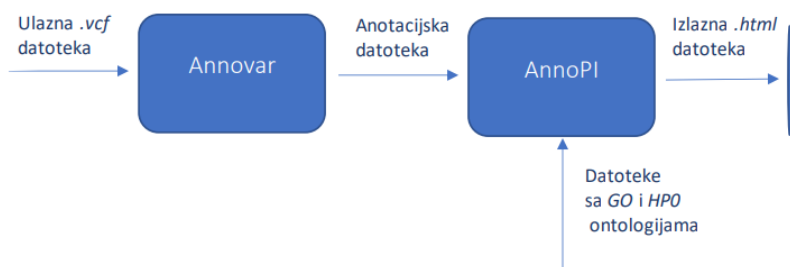 Ulazna .vcf
datoteka
Annovar
Anotacijska
datoteka
AnnoPI
Izlazna .html
datoteka
Datoteke
sa GO i HP0
ontologijama